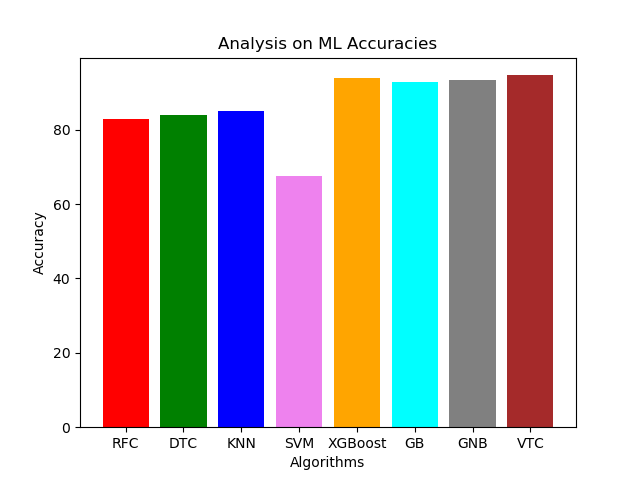 Analysis on ML Accuracies
Accuracy
80
60
40
20
0
RFC DTC KNN SVM XGBoost GB GNB VTC
Algorithms